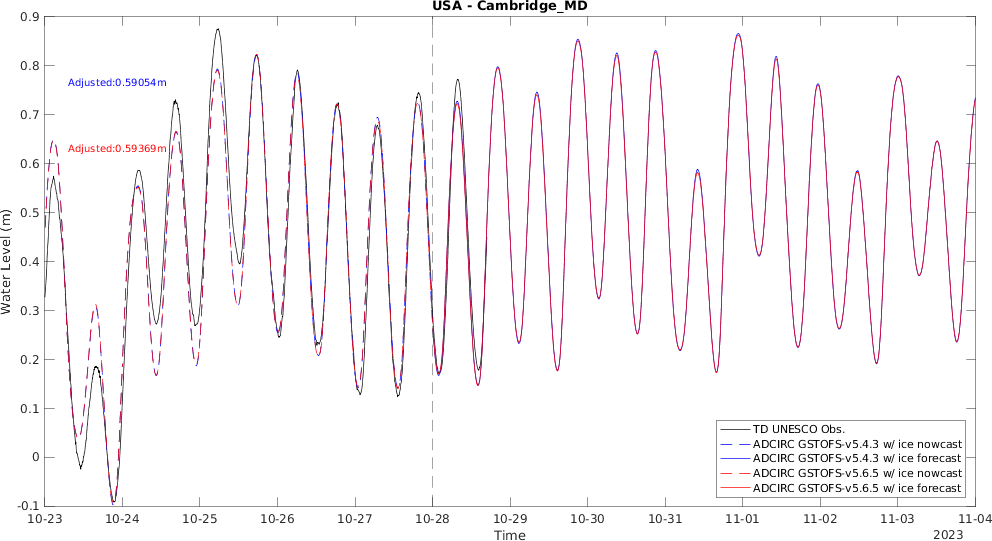 USA - Cambridge_MD
0.9
0.8
0.7
0.6
0.5
0.4
0.3
0.2
0.1
0
-0.1
Water Level (m)
Adjusted:0.59054m
Adjusted:0.59369m
TD UNESCO Obs.
ADCIRC GSTOFS-v5.4.3 w/ ice nowcast
ADCIRC GSTOFS-v5.4.3 w/ ice forecast
ADCIRC GSTOFS-v5.6.5 w/ ice nowcast
ADCIRC GSTOFS-v5.6.5 w/ ice forecast
10-23 10-24 10-25 10-26 10-27 10-28 10-29 10-30 10-31 11-01 11-02 11-03 11-04
Time
2023